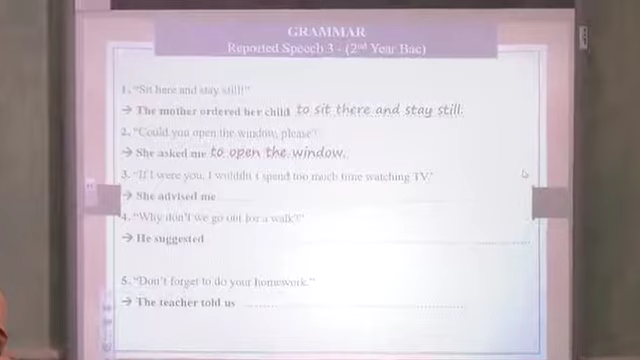 GRAMMAR
Reported Speech 3 - (2nd Year Bac)
1. "Sit here and stay still!"
→ The mother ordered her child to sit there and stay still.
2. "Could you open the window, please"?
→ She asked me to open the window.
3. "If I were you, I wouldn't spend too much time watching TV."
→ She advised me
4. "Why don't we go out for a walk?"
→ He suggested
5. "Don't forget to do your homework."
→ The teacher told us